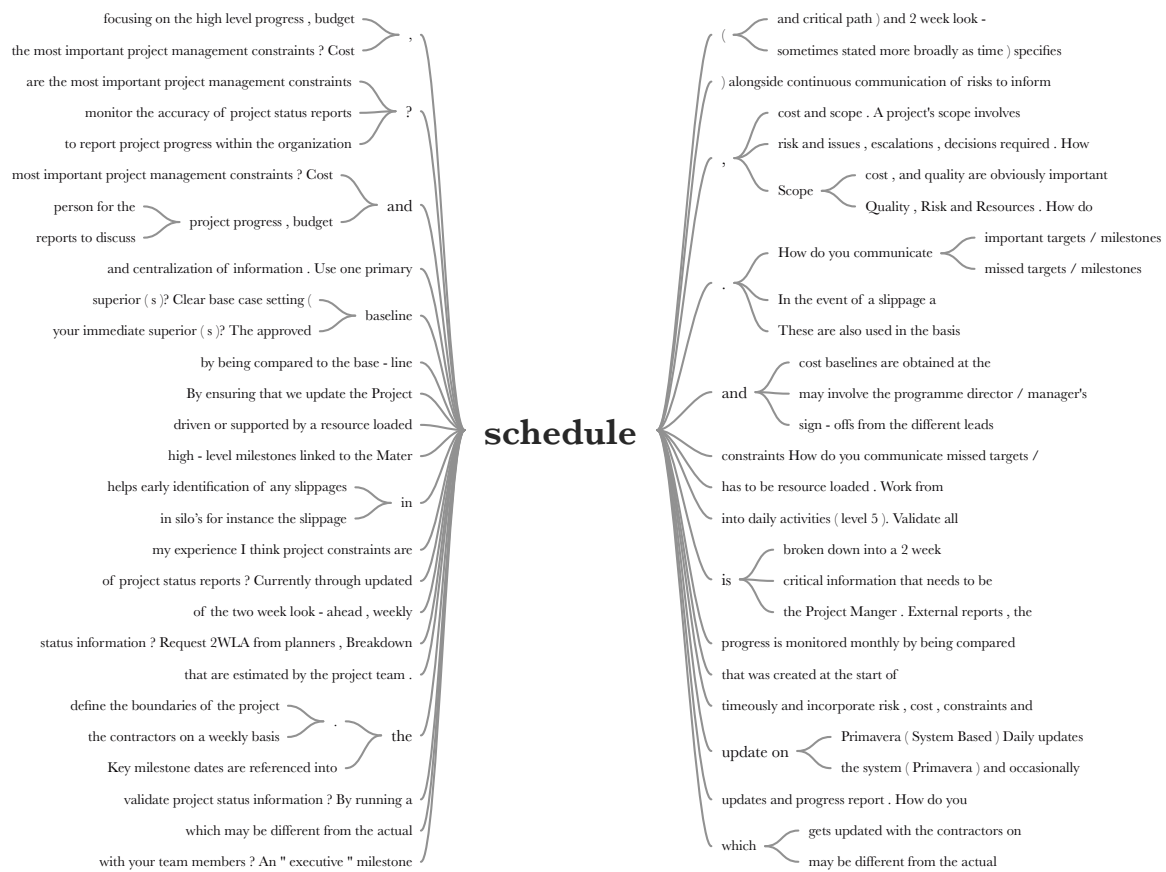 focusing on the high level progress , budget
the most important project management constraints ? Cost
,
are the most important project management constraints
monitor the accuracy of project status reports
to report project progress within the organization
?
most important project management constraints ? Cost
person for the
reports to discuss
project progress , budget
and
and centralization of information . Use one primary
superior ( s )? Clear base case setting (
your immediate superior ( s )? The approved
baseline
by being compared to the base - line
By ensuring that we update the Project
driven or supported by a resource loaded
high - level milestones linked to the Mater
helps early identification of any slippages
in silo's for instance the slippage
in
my experience I think project constraints are
of project status reports ? Currently through updated
of the two week look - ahead , weekly
status information ? Request 2WLA from planners , Breakdown
that are estimated by the project team .
define the boundaries of the project
the contractors on a weekly basis
.
Key milestone dates are referenced into
the
validate project status information ? By running a
which may be different from the actual
with your team members ? An " executive " milestone
schedule
(
and critical path ) and 2 week look -
sometimes stated more broadly as time ) specifies
) alongside continuous communication of risks to inform
,
cost and scope . A project's scope involves
risk and issues , escalations , decisions required . How
Scope
cost , and quality are obviously important
Quality , Risk and Resources . How do
.
How do you communicate
important targets / milestones
missed targets / milestones
In the event of a slippage a
These are also used in the basis
and
cost baselines are obtained at the
may involve the programme director / manager's
sign - offs from the different leads
constraints How do you communicate missed targets /
has to be resource loaded . Work from
into daily activities ( level 5 ). Validate all
is
broken down into a 2 week
critical information that needs to be
the Project Manger . External reports , the
progress is monitored monthly by being compared
that was created at the start of
timeously and incorporate risk , cost , constraints and
update on
Primavera ( System Based ) Daily updates
the system ( Primavera ) and occasionally
updates and progress report . How do you
which
gets updated with the contractors on
may be different from the actual